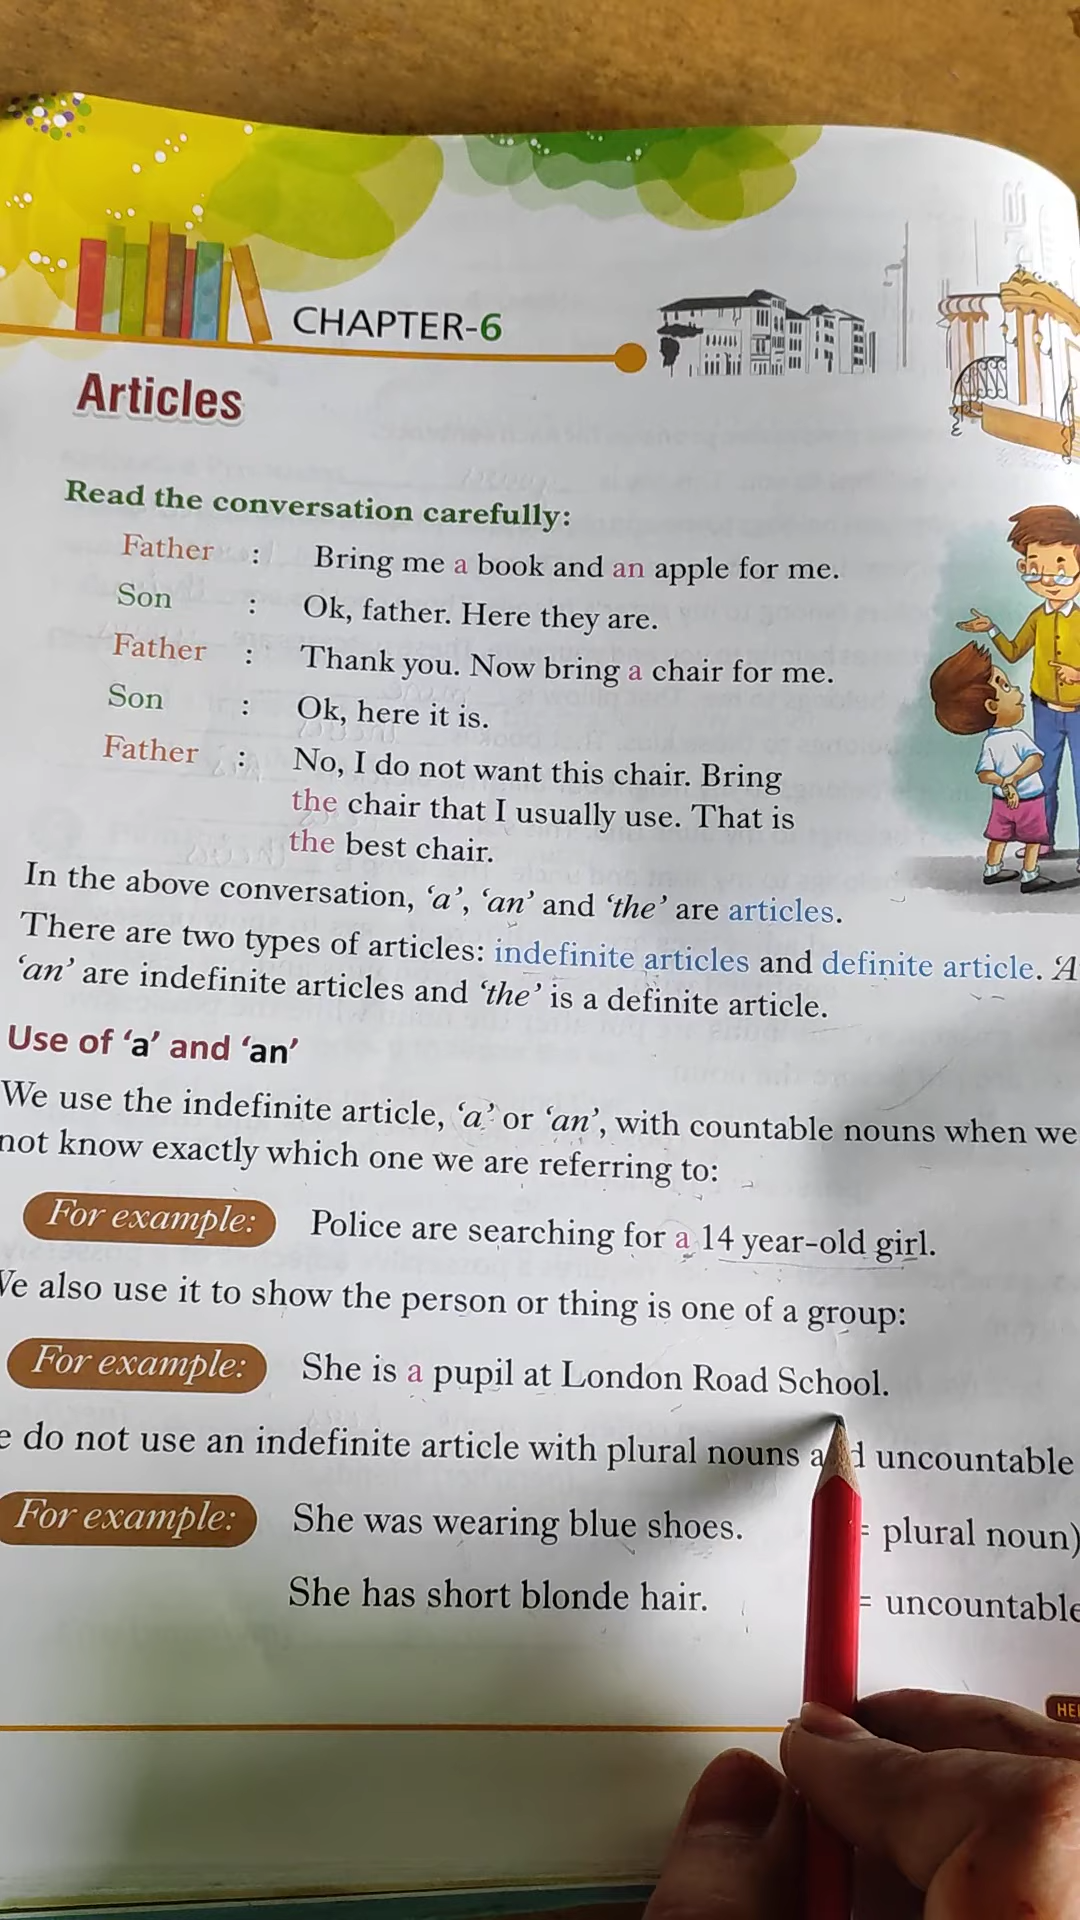 CHAPTER-6
Articles
Read the conversation carefully:
Father : Bring me a book and an apple for me.
Son : Ok, father. Here they are.
Father : Thank you. Now bring a chair for me.
Son : Ok, here it is.
Father : No, I do not want this chair. Bring
the chair that I usually use. That is
the best chair.
In the above conversation, ‘a’, ‘an’ and ‘the’ are articles.
There are two types of articles: indefinite articles and definite article. ‘A
‘an’ are indefinite articles and ‘the’ is a definite article.
Use of ‘a’ and ‘an’
We use the indefinite article, ‘a’ or ‘an’, with countable nouns when we
not know exactly which one we are referring to:
For example: Police are searching for a 14 year-old girl.
We also use it to show the person or thing is one of a group:
For example: She is a pupil at London Road School.
e do not use an indefinite article with plural nouns and uncountable
For example: She was wearing blue shoes. = plural noun)
She has short blonde hair. = uncountable